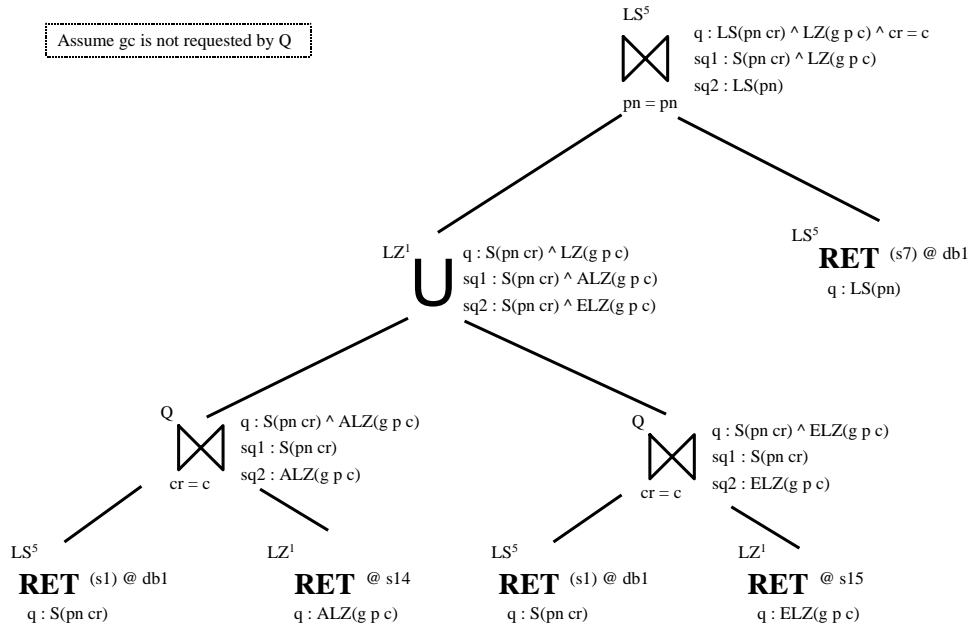 Assume gc is not requested by Q
LS⁵
q : LS(pn cr) ^ LZ(g p c) ^ cr = c
sq1 : S(pn cr) ^ LZ(g p c)
sq2 : LS(pn)
pn = pn
LZ¹
q : S(pn cr) ^ LZ(g p c)
sq1 : S(pn cr) ^ ALZ(g p c)
sq2 : S(pn cr) ^ ELZ(g p c)
LS⁵
RET (s7) @ db1
q : LS(pn)
Q
q : S(pn cr) ^ ALZ(g p c)
sq1 : S(pn cr)
sq2 : ALZ(g p c)
cr = c
Q
q : S(pn cr) ^ ELZ(g p c)
sq1 : S(pn cr)
sq2 : ELZ(g p c)
cr = c
LS⁵
RET (s1) @ db1
q : S(pn cr)
LZ¹
RET @ s14
q : ALZ(g p c)
LS⁵
RET (s1) @ db1
q : S(pn cr)
LZ¹
RET @ s15
q : ELZ(g p c)